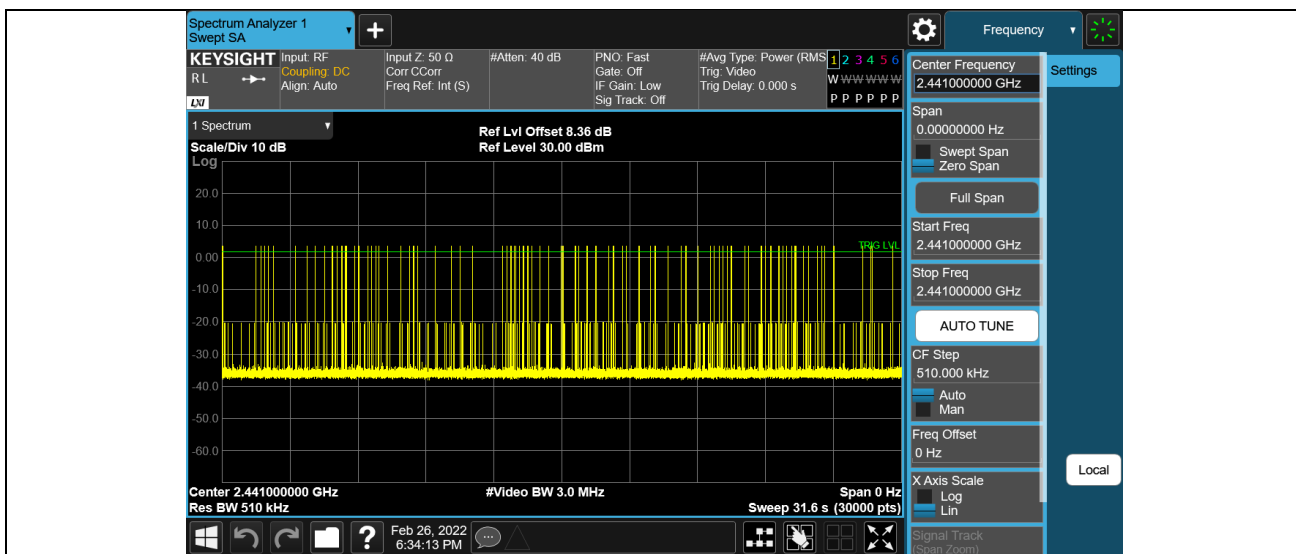 Spectrum Analyzer 1
Swept SA
Frequency
KEYSIGHT
R L
LXI
Input: RF
Coupling: DC
Align: Auto
Input Z: 50 Ω
Corr CCorr
Freq Ref: Int (S)
#Atten: 40 dB
PNO: Fast
Gate: Off
IF Gain: Low
Sig Track: Off
#Avg Type: Power (RMS
Trig: Video
Trig Delay: 0.000 s
1 2 3 4 5 6
W W W W W W
P P P P P P
1 Spectrum
Scale/Div 10 dB
Ref Lvl Offset 8.36 dB
Ref Level 30.00 dBm
Log
20.0
10.0
0.00
-10.0
-20.0
-30.0
-40.0
-50.0
-60.0
TRIG LVL
Center 2.441000000 GHz
Res BW 510 kHz
#Video BW 3.0 MHz
Span 0 Hz
Sweep 31.6 s (30000 pts)
Feb 26, 2022
6:34:13 PM
Center Frequency
2.441000000 GHz
Span
0.00000000 Hz
Swept Span
Zero Span
Full Span
Start Freq
2.441000000 GHz
Stop Freq
2.441000000 GHz
AUTO TUNE
CF Step
510.000 kHz
Auto
Man
Freq Offset
0 Hz
X Axis Scale
Log
Lin
Signal Track
(Span Zoom)
Settings
Local